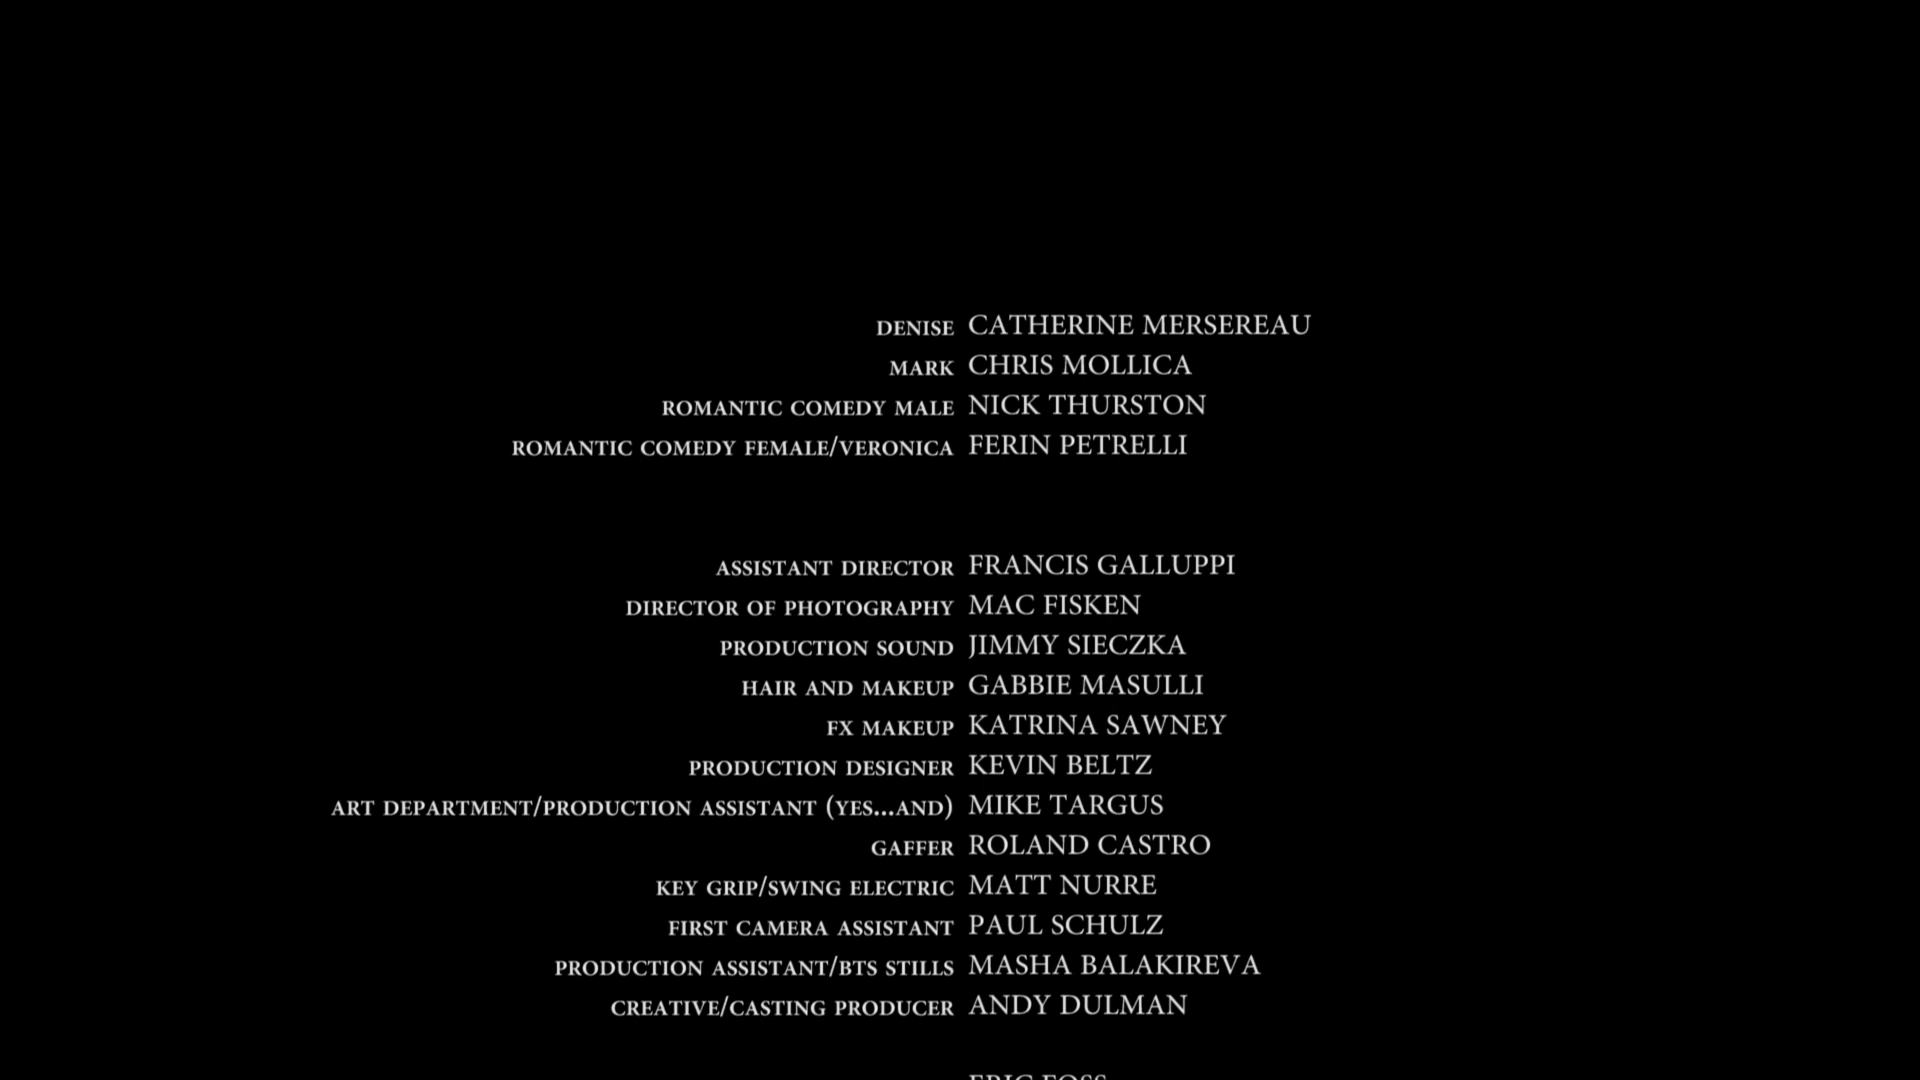 DENISE CATHERINE MERSEREAU
MARK CHRIS MOLLICA
ROMANTIC COMEDY MALE NICK THURSTON
ROMANTIC COMEDY FEMALE/VERONICA FERIN PETRELLI
ASSISTANT DIRECTOR FRANCIS GALLUPPI
DIRECTOR OF PHOTOGRAPHY MAC FISKEN
PRODUCTION SOUND JIMMY SIECZKA
HAIR AND MAKEUP GABBIE MASULLI
FX MAKEUP KATRINA SAWNEY
PRODUCTION DESIGNER KEVIN BELTZ
ART DEPARTMENT/PRODUCTION ASSISTANT (YES...AND) MIKE TARGUS
GAFFER ROLAND CASTRO
KEY GRIP/SWING ELECTRIC MATT NURRE
FIRST CAMERA ASSISTANT PAUL SCHULZ
PRODUCTION ASSISTANT/BTS STILLS MASHA BALAKIREVA
CREATIVE/CASTING PRODUCER ANDY DULMAN